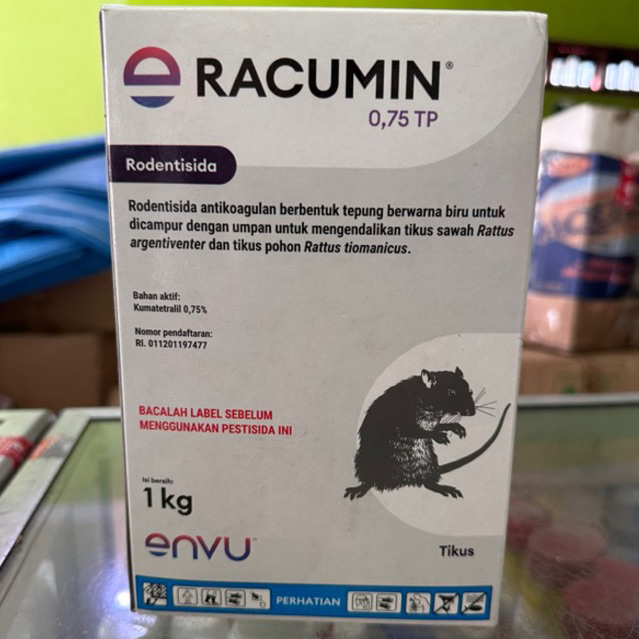 RACUMIN®
0,75 TP
Rodentisida
Rodentisida antikoagulan berbentuk tepung berwarna biru untuk
dicampur dengan umpan untuk mengendalikan tikus sawah Rattus
argentiventer dan tikus pohon Rattus tiomanicus.
Bahan aktif:
Kumatetralil 0,75%
Nomor pendaftaran:
RI. 011201197477
BACALAH LABEL SEBELUM
MENGGUNAKAN PESTISIDA INI
Isi bersih:
1 kg
envu™
Tikus
PERHATIAN